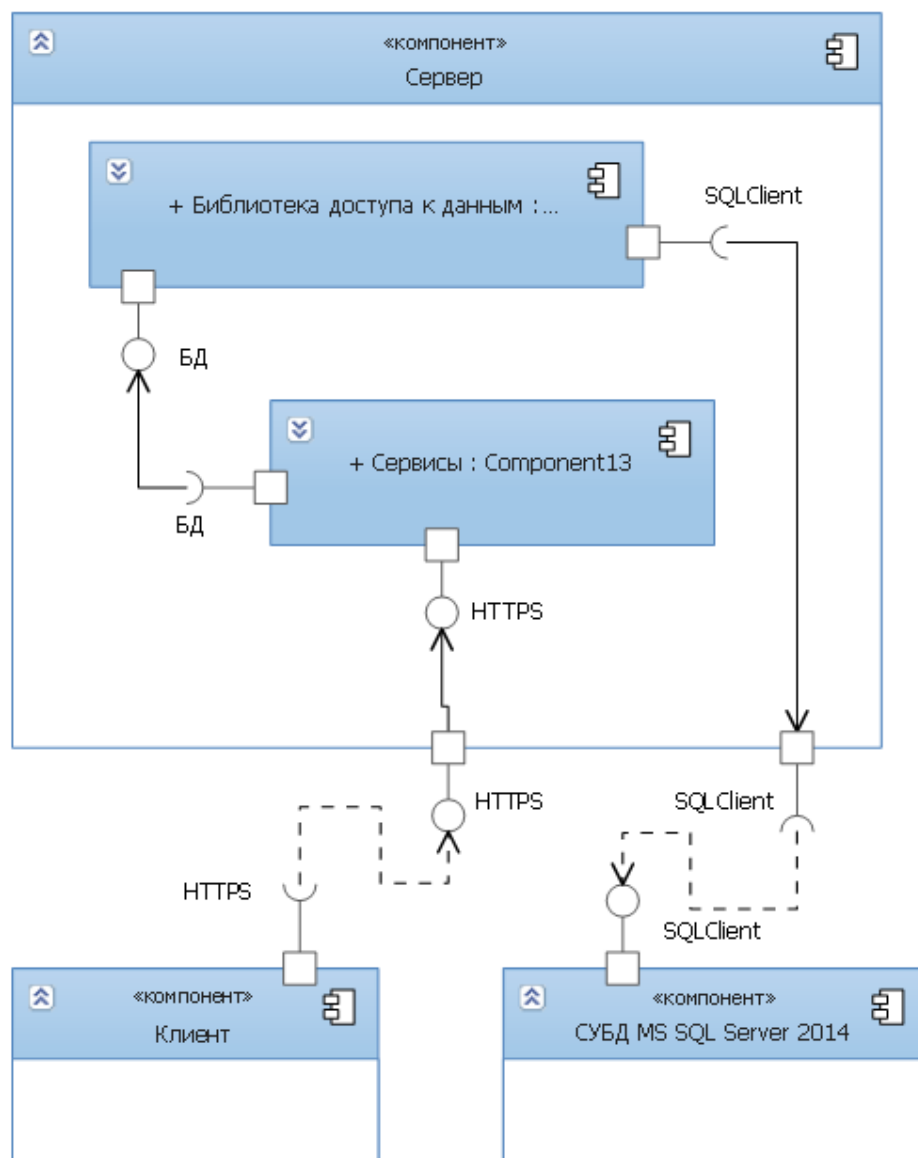 «компонент»
Сервер
+ Библиотека доступа к данным :...
SQLClient
БД
+ Сервисы : Component13
БД
HTTPS
HTTPS
SQLClient
HTTPS
SQLClient
«компонент»
Клиент
«компонент»
СУБД MS SQL Server 2014